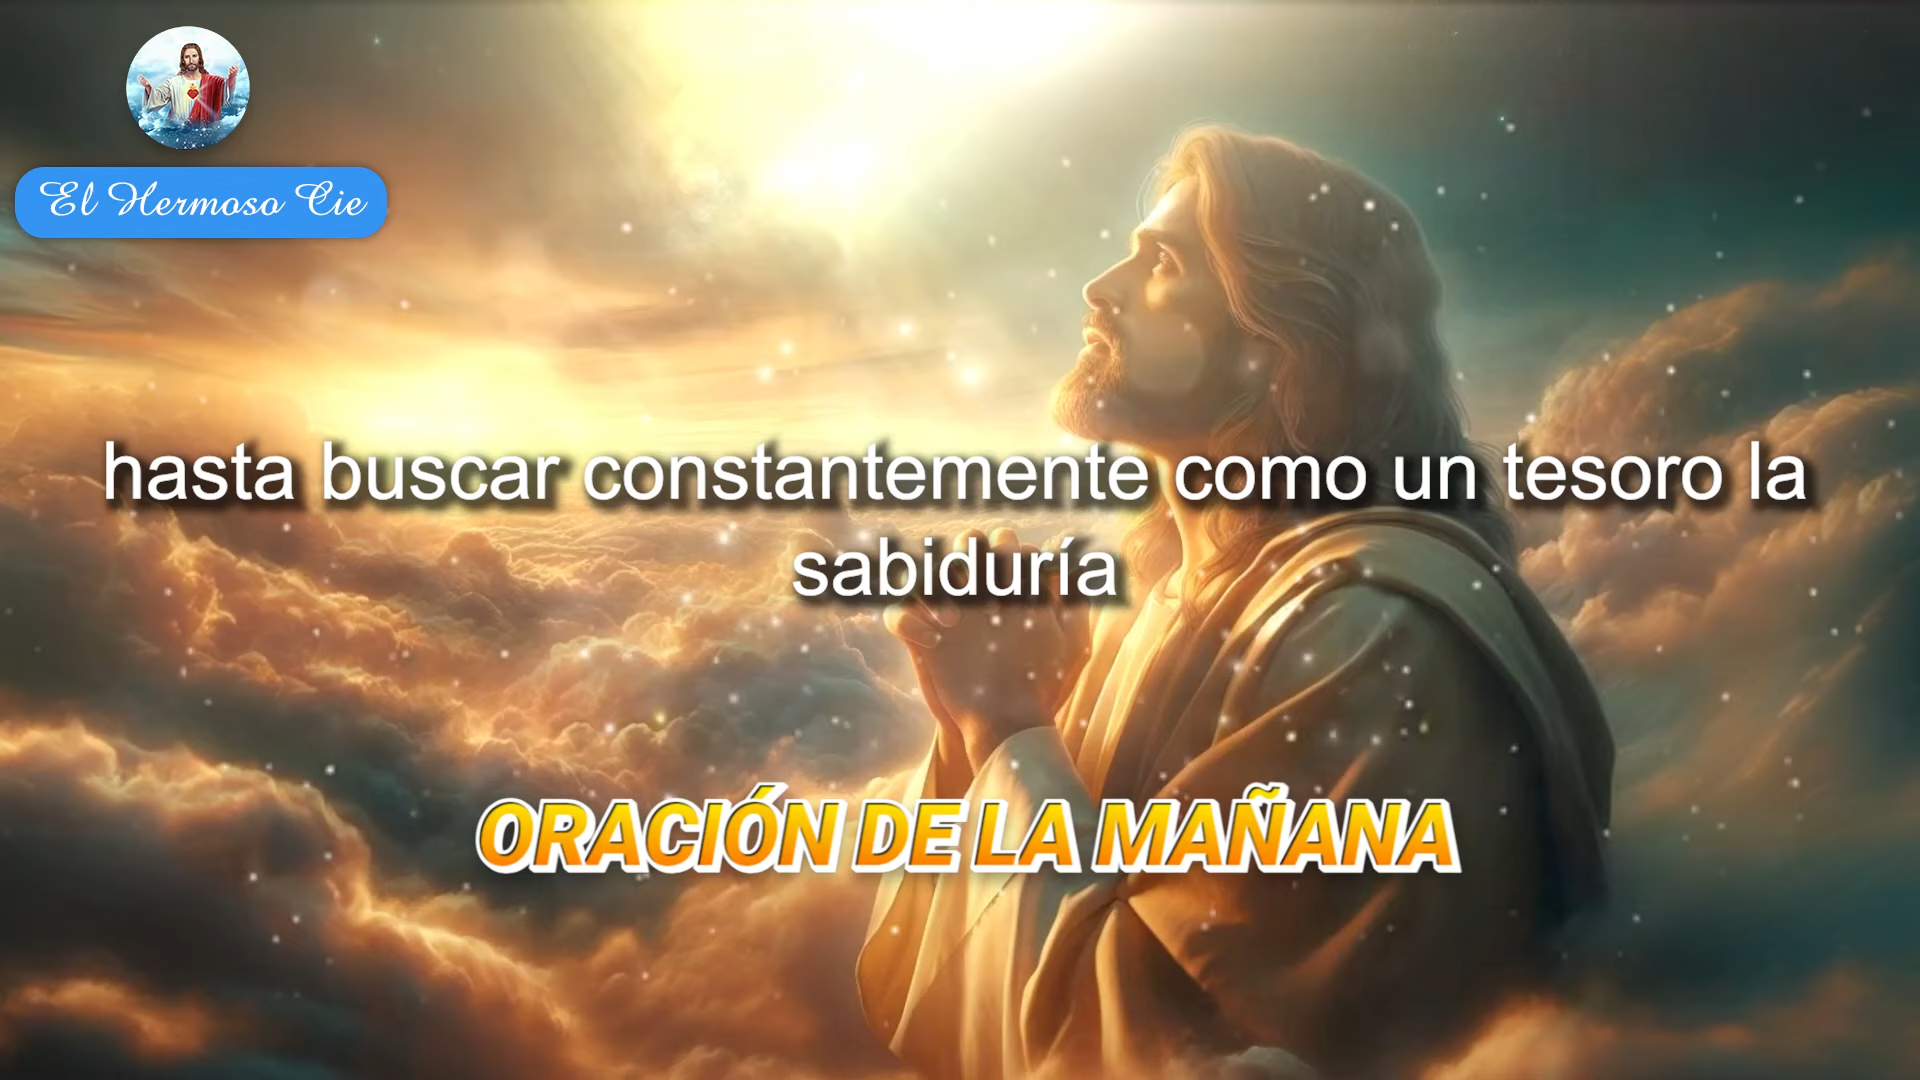 El Hermoso Cie
hasta buscar constantemente como un tesoro la
sabiduría
ORACIÓN DE LA MAÑANA